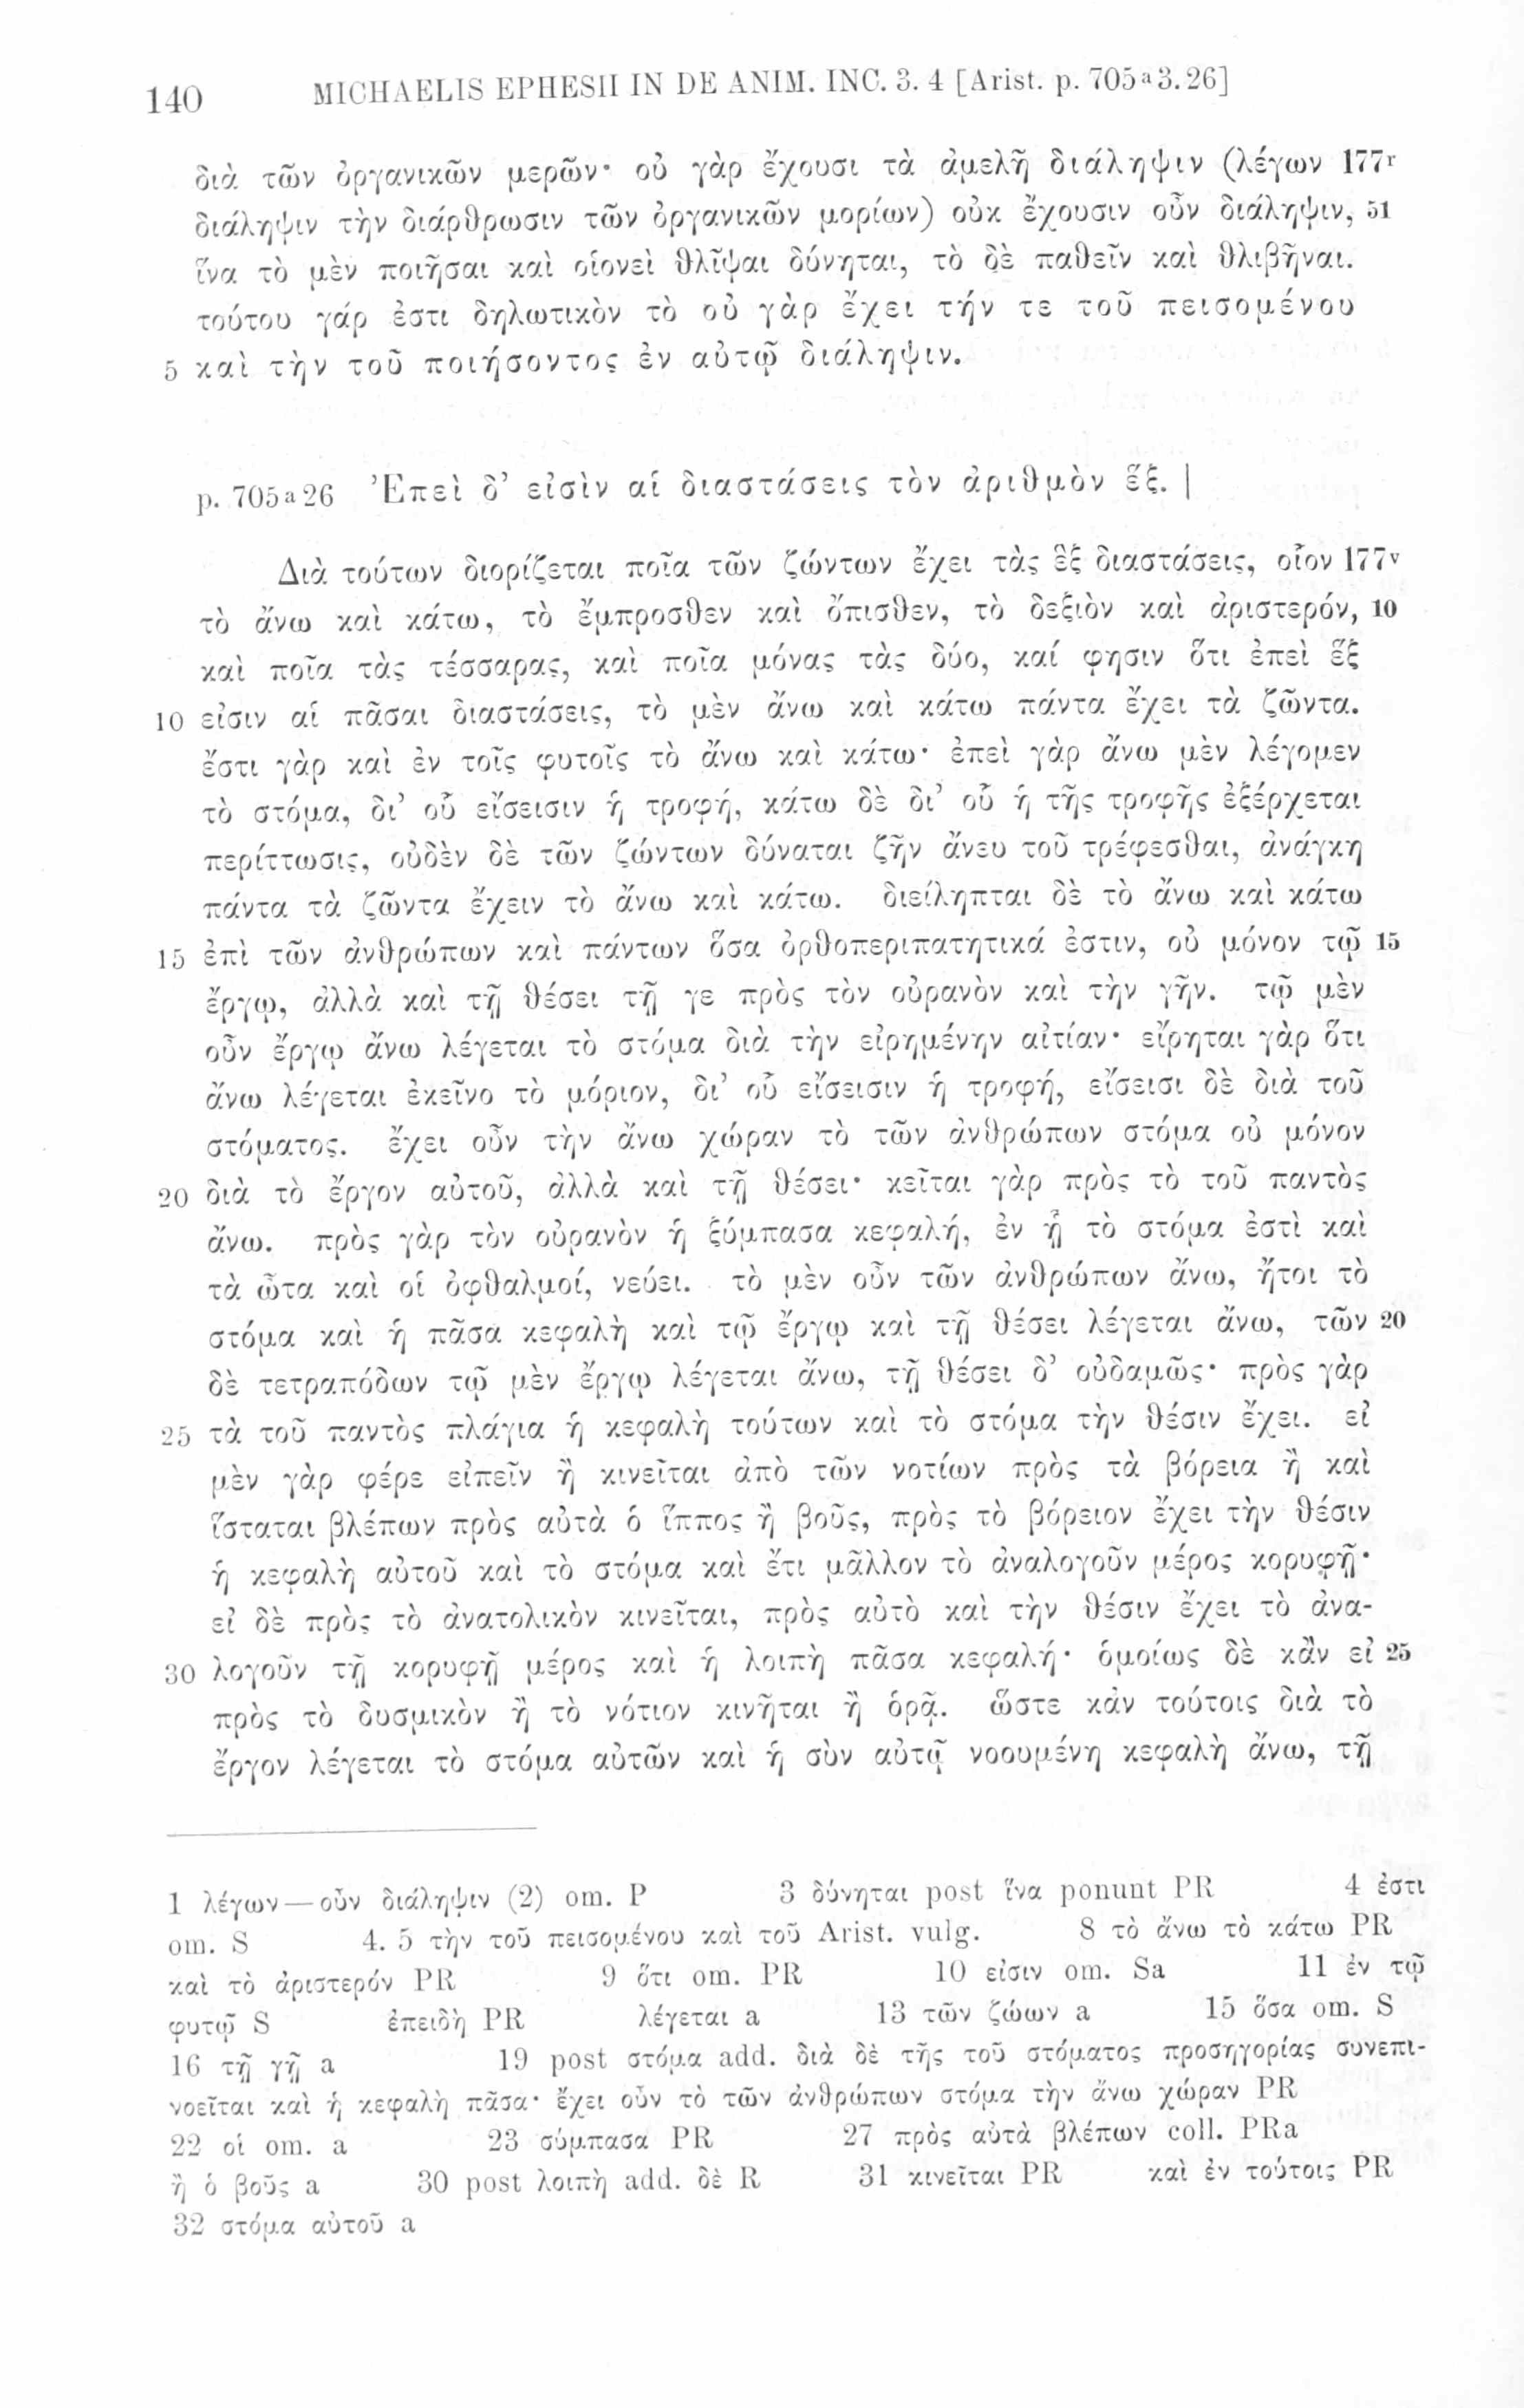 140 MICHAELIS EPHESII IN DE ANIM. INC. 3. 4 [Arist. p. 705a3.26]
διὰ τῶν ὀργανικῶν μερῶν· οὐ γὰρ ἔχουσι τὰ ἀμελῆ διάληψιν (λέγων 177r
διάληψιν τὴν διάρθρωσιν τῶν ὀργανικῶν μορίων) οὐκ ἔχουσιν οὖν διάληψιν, 51
ἵνα τὸ μὲν ποιῆσαι καὶ οἱονεὶ θλῖψαι δύνηται, τὸ δὲ παθεῖν καὶ θλιβῆναι.
τούτου γάρ ἐστι δηλωτικὸν τὸ οὐ γὰρ ἔχει τήν τε τοῦ πεισομένου
5 καὶ τὴν τοῦ ποιήσοντος ἐν αὐτῷ διάληψιν.
p. 705a26 Ἐπεὶ δ’ εἰσὶν αἱ διαστάσεις τὸν ἀριθμὸν ἕξ. |
Διὰ τούτων διορίζεται ποῖα τῶν ζώντων ἔχει τὰς ἓξ διαστάσεις, οἷον 177v
τὸ ἄνω καὶ κάτω, τὸ ἔμπροσθεν καὶ ὄπισθεν, τὸ δεξιὸν καὶ ἀριστερόν, 10
καὶ ποῖα τὰς τέσσαρας, καὶ ποῖα μόνας τὰς δύο, καί φησιν ὅτι ἐπεὶ ἕξ
10 εἰσιν αἱ πᾶσαι διαστάσεις, τὸ μὲν ἄνω καὶ κάτω πάντα ἔχει τὰ ζῶντα.
ἔστι γὰρ καὶ ἐν τοῖς φυτοῖς τὸ ἄνω καὶ κάτω· ἐπεὶ γὰρ ἄνω μὲν λέγομεν
τὸ στόμα, δι’ οὗ εἴσεισιν ἡ τροφή, κάτω δὲ δι’ οὗ ἡ τῆς τροφῆς ἐξέρχεται
περίττωσις, οὐδὲν δὲ τῶν ζώντων δύναται ζῆν ἄνευ τοῦ τρέφεσθαι, ἀνάγκη
πάντα τὰ ζῶντα ἔχειν τὸ ἄνω καὶ κάτω. διείληπται δὲ τὸ ἄνω καὶ κάτω
15 ἐπὶ τῶν ἀνθρώπων καὶ πάντων ὅσα ὀρθοπεριπατητικά ἐστιν, οὐ μόνον τῷ 15
ἔργῳ, ἀλλὰ καὶ τῇ θέσει τῇ γε πρὸς τὸν οὐρανὸν καὶ τὴν γῆν. τῷ μὲν
οὖν ἔργῳ ἄνω λέγεται τὸ στόμα διὰ τὴν εἰρημένην αἰτίαν· εἴρηται γὰρ ὅτι
ἄνω λέγεται ἐκεῖνο τὸ μόριον, δι’ οὗ εἴσεισιν ἡ τροφή, εἴσεισι δὲ διὰ τοῦ
στόματος. ἔχει οὖν τὴν ἄνω χώραν τὸ τῶν ἀνθρώπων στόμα οὐ μόνον
20 διὰ τὸ ἔργον αὐτοῦ, ἀλλὰ καὶ τῇ θέσει· κεῖται γὰρ πρὸς τὸ τοῦ παντὸς
ἄνω. πρὸς γὰρ τὸν οὐρανὸν ἡ ξύμπασα κεφαλή, ἐν ᾗ τὸ στόμα ἐστὶ καὶ
τὰ ὦτα καὶ οἱ ὀφθαλμοί, νεύει. τὸ μὲν οὖν τῶν ἀνθρώπων ἄνω, ἤτοι τὸ
στόμα καὶ ἡ πᾶσα κεφαλὴ καὶ τῷ ἔργῳ καὶ τῇ θέσει λέγεται ἄνω, τῶν 20
δὲ τετραπόδων τῷ μὲν ἔργῳ λέγεται ἄνω, τῇ θέσει δ’ οὐδαμῶς· πρὸς γὰρ
25 τὰ τοῦ παντὸς πλάγια ἡ κεφαλὴ τούτων καὶ τὸ στόμα τὴν θέσιν ἔχει. εἰ
μὲν γὰρ φέρε εἰπεῖν ἢ κινεῖται ἀπὸ τῶν νοτίων πρὸς τὰ βόρεια ἢ καὶ
ἵσταται βλέπων πρὸς αὐτὰ ὁ ἵππος ἢ βοῦς, πρὸς τὸ βόρειον ἔχει τὴν θέσιν
ἡ κεφαλὴ αὐτοῦ καὶ τὸ στόμα καὶ ἔτι μᾶλλον τὸ ἀναλογοῦν μέρος κορυφῇ·
εἰ δὲ πρὸς τὸ ἀνατολικὸν κινεῖται, πρὸς αὐτὸ καὶ τὴν θέσιν ἔχει τὸ ἀνα-
30 λογοῦν τῇ κορυφῇ μέρος καὶ ἡ λοιπὴ πᾶσα κεφαλή· ὁμοίως δὲ κἂν εἰ 25
πρὸς τὸ δυσμικὸν ἢ τὸ νότιον κινῆται ἢ ὁρᾷ. ὥστε κἀν τούτοις διὰ τὸ
ἔργον λέγεται τὸ στόμα αὐτῶν καὶ ἡ σὺν αὐτῷ νοουμένη κεφαλὴ ἄνω, τῇ
1 λέγων — οὖν διάληψιν (2) om. P 3 δύνηται post ἵνα ponunt PR 4 ἐστι
om. S 4. 5 τὴν τοῦ πεισομένου καὶ τοῦ Arist. vulg. 8 τὸ ἄνω τὸ κάτω PR
καὶ τὸ ἀριστερόν PR 9 ὅτι om. PR 10 εἰσιν om. Sa 11 ἐν τῷ
φυτῷ S ἐπειδὴ PR λέγεται a 13 τῶν ζώων a 15 ὅσα om. S
16 τῇ γῇ a 19 post στόμα add. διὰ δὲ τῆς τοῦ στόματος προσηγορίας συνεπι-
νοεῖται καὶ ἡ κεφαλὴ πᾶσα· ἔχει οὖν τὸ τῶν ἀνθρώπων στόμα τὴν ἄνω χώραν PR
22 οἱ om. a 23 σύμπασα PR 27 πρὸς αὐτὰ βλέπων coll. PRa
ἢ ὁ βοῦς a 30 post λοιπὴ add. δὲ R 31 κινεῖται PR καὶ ἐν τούτοις PR
32 στόμα αὐτοῦ a